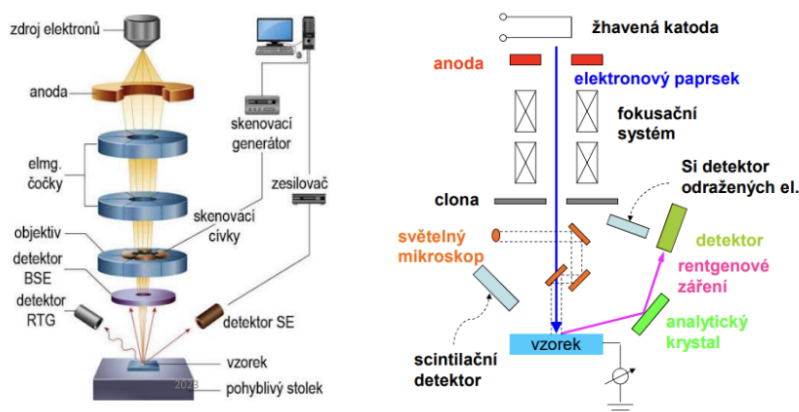 zdroj elektronů
anoda
elmg.
čočky
objektiv
detektor
BSE
detektor
RTG
skenovací
generátor
zesilovač
skenovací
cívky
detektor SE
vzorek
pohyblivý stolek
2023
žhavená katoda
anoda
elektronový paprsek
fokusační
systém
Si detektor
odražených el.
clona
světelný
mikroskop
detektor
rentgenové
záření
analytický
krystal
vzorek
scintilační
detektor